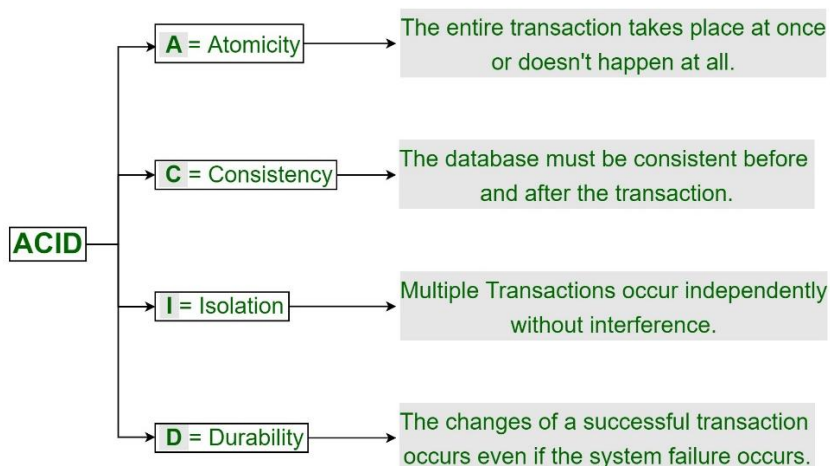 ACID
A = Atomicity
The entire transaction takes place at once
or doesn't happen at all.
C = Consistency
The database must be consistent before
and after the transaction.
I = Isolation
Multiple Transactions occur independently
without interference.
D = Durability
The changes of a successful transaction
occurs even if the system failure occurs.